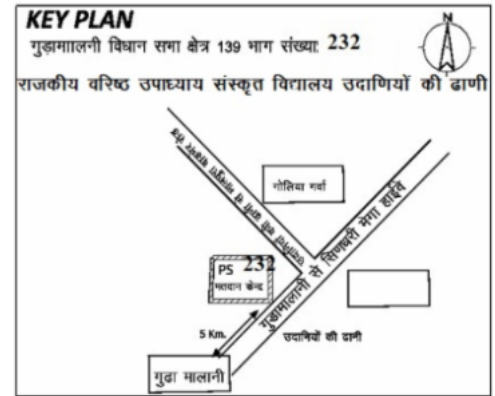 KEY PLAN
N
गुड़ामाालनी विधान सभा क्षेत्र 139 भाग संख्या: 232
राजकीय वरिष्ठ उपाध्याय संस्कृत विद्यालय उदाणियों की ढाणी
गोलिया गर्वा
गुडामालानी से सिणधरी मेगा हाईवे
PS 232
मतदान केन्द्र
5 Km.
उदानियों की ढानी
गुढा मालानी